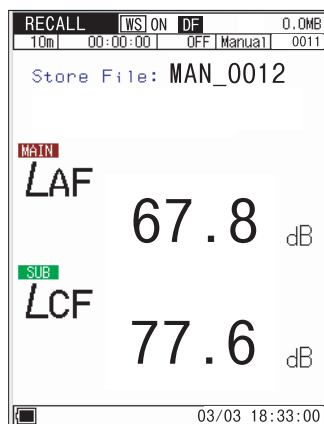 RECALL WS ON DF 0.0MB
10m 00:00:00 OFF Manual 0011
Store File: MAN_0012
MAIN
LAF
67.8 dB
SUB
LCF
77.6 dB
03/03 18:33:00